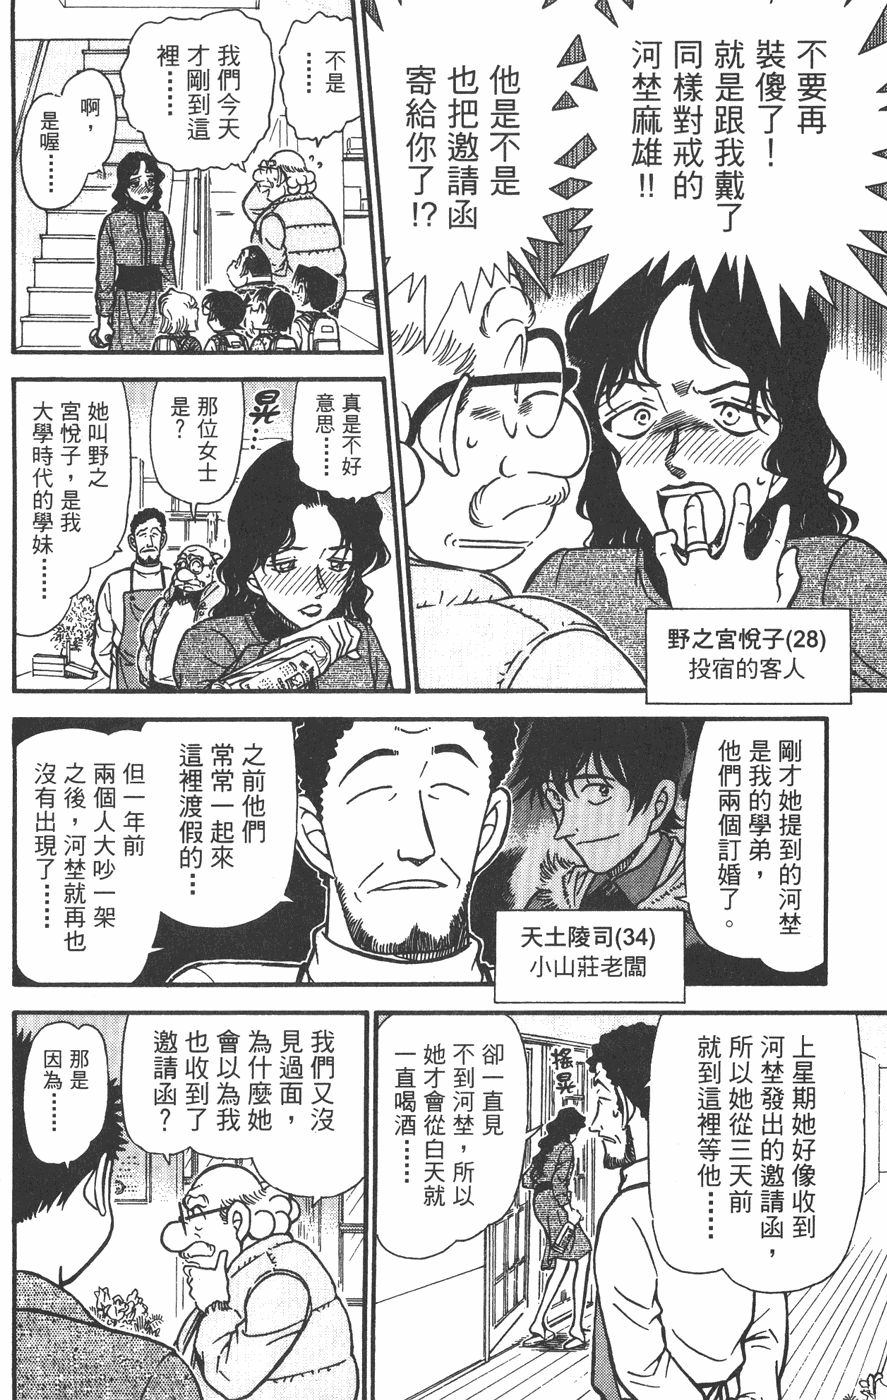 不要再
裝傻了！
就是跟我戴了
同樣對戒的
河埜麻雄!!
他是不是
也把邀請函
寄給你了!?
不是
……
我們今天
才剛到這
裡……
啊，
是喔……
野之宮悅子(28)
投宿的客人
真是不好
意思……
晃…
那位女士
是？
她叫野之
宮悅子，是我
大學時代的學妹……
剛才她提到的河埜
是我的學弟，
他們兩個訂婚了。
天土陵司(34)
小山莊老闆
之前他們
常常一起來
這裡渡假的…
但一年前
兩個人大吵一架
之後，河埜就再也
沒有出現了……
上星期她好像收到
河埜發出的邀請函，
所以她從三天前
就到這裡等他……
搖晃
卻一直見
不到河埜，所以
她才會從白天就
一直喝酒……
我們又沒
見過面，
為什麼她
會以為我
也收到了
邀請函？
那是
因為……